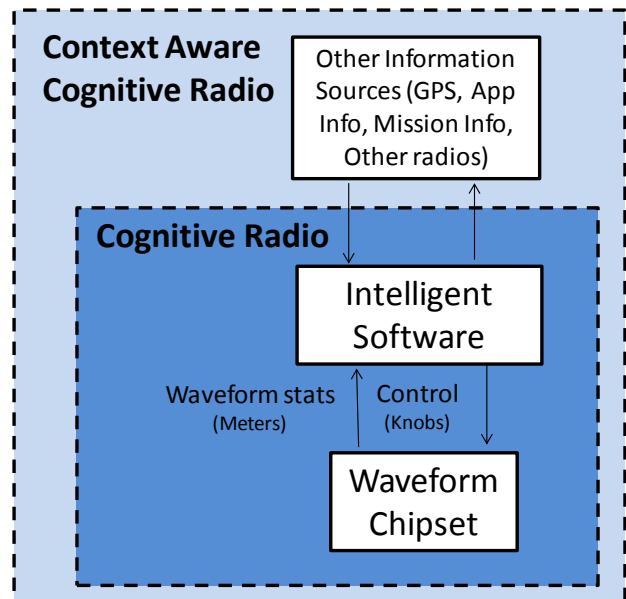 Context Aware
Cognitive Radio
Other Information
Sources (GPS, App
Info, Mission Info,
Other radios)
Cognitive Radio
Intelligent
Software
Waveform stats
(Meters)
Control
(Knobs)
Waveform
Chipset